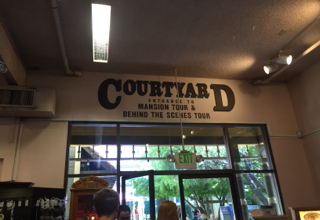 COURTYARD
ENTRANCE TO
MANSION TOUR &
BEHIND THE SCENES TOUR
EXIT